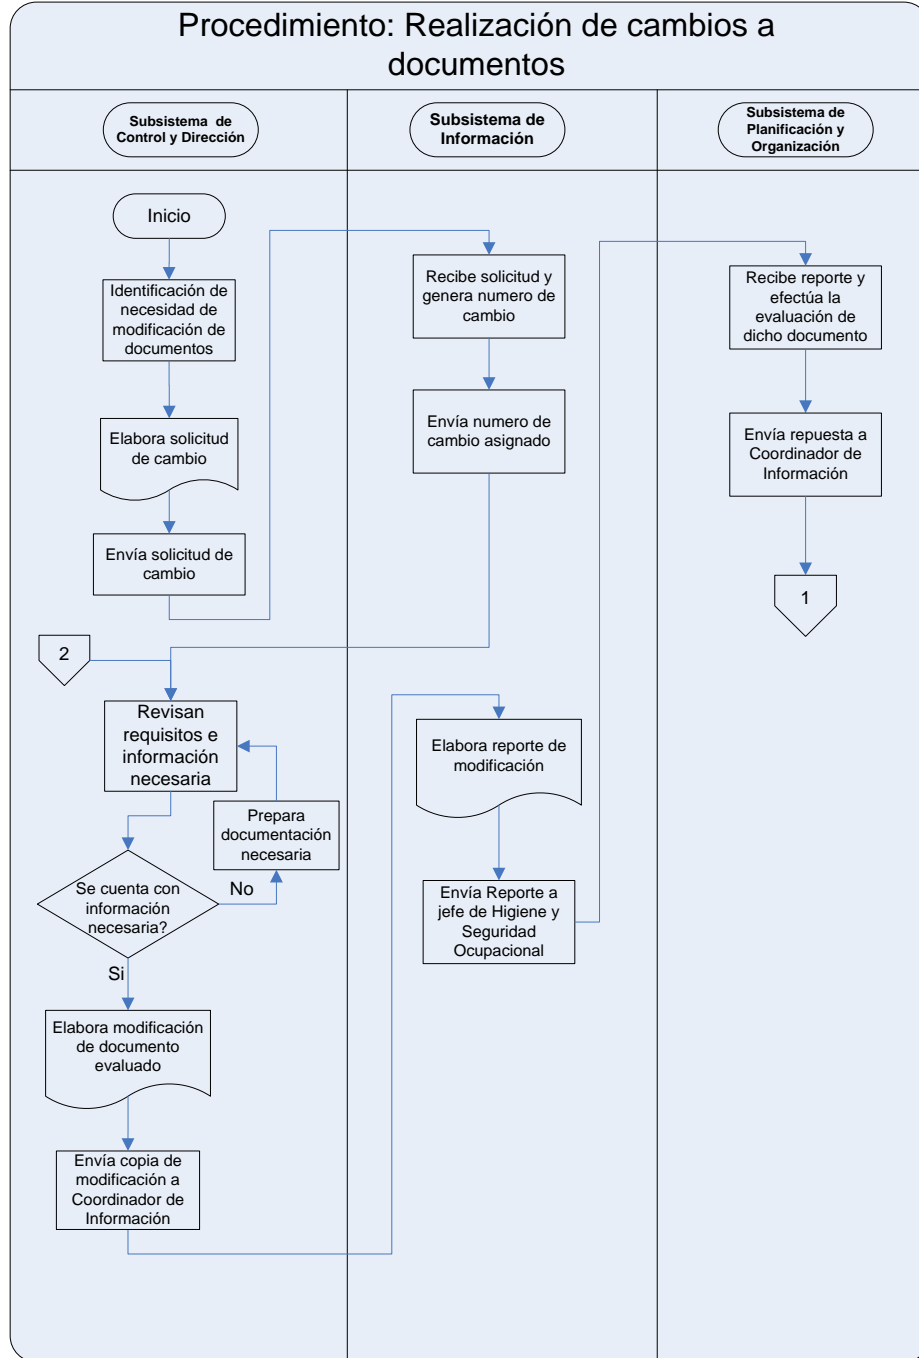 Procedimiento: Realización de cambios a
documentos
Subsistema de
Control y Dirección
Subsistema de
Información
Subsistema de
Planificación y
Organización
Inicio
Identificación de
necesidad de
modificación de
documentos
Elabora solicitud
de cambio
Envía solicitud de
cambio
Recibe solicitud y
genera numero de
cambio
Envía numero de
cambio asignado
Recibe reporte y
efectúa la
evaluación de
dicho documento
Envía repuesta a
Coordinador de
Información
1
2
Revisan
requisitos e
información
necesaria
Prepara
documentación
necesaria
Se cuenta con
información
necesaria?
No
Si
Elabora modificación
de documento
evaluado
Envía copia de
modificación a
Coordinador de
Información
Elabora reporte de
modificación
Envía Reporte a
jefe de Higiene y
Seguridad
Ocupacional